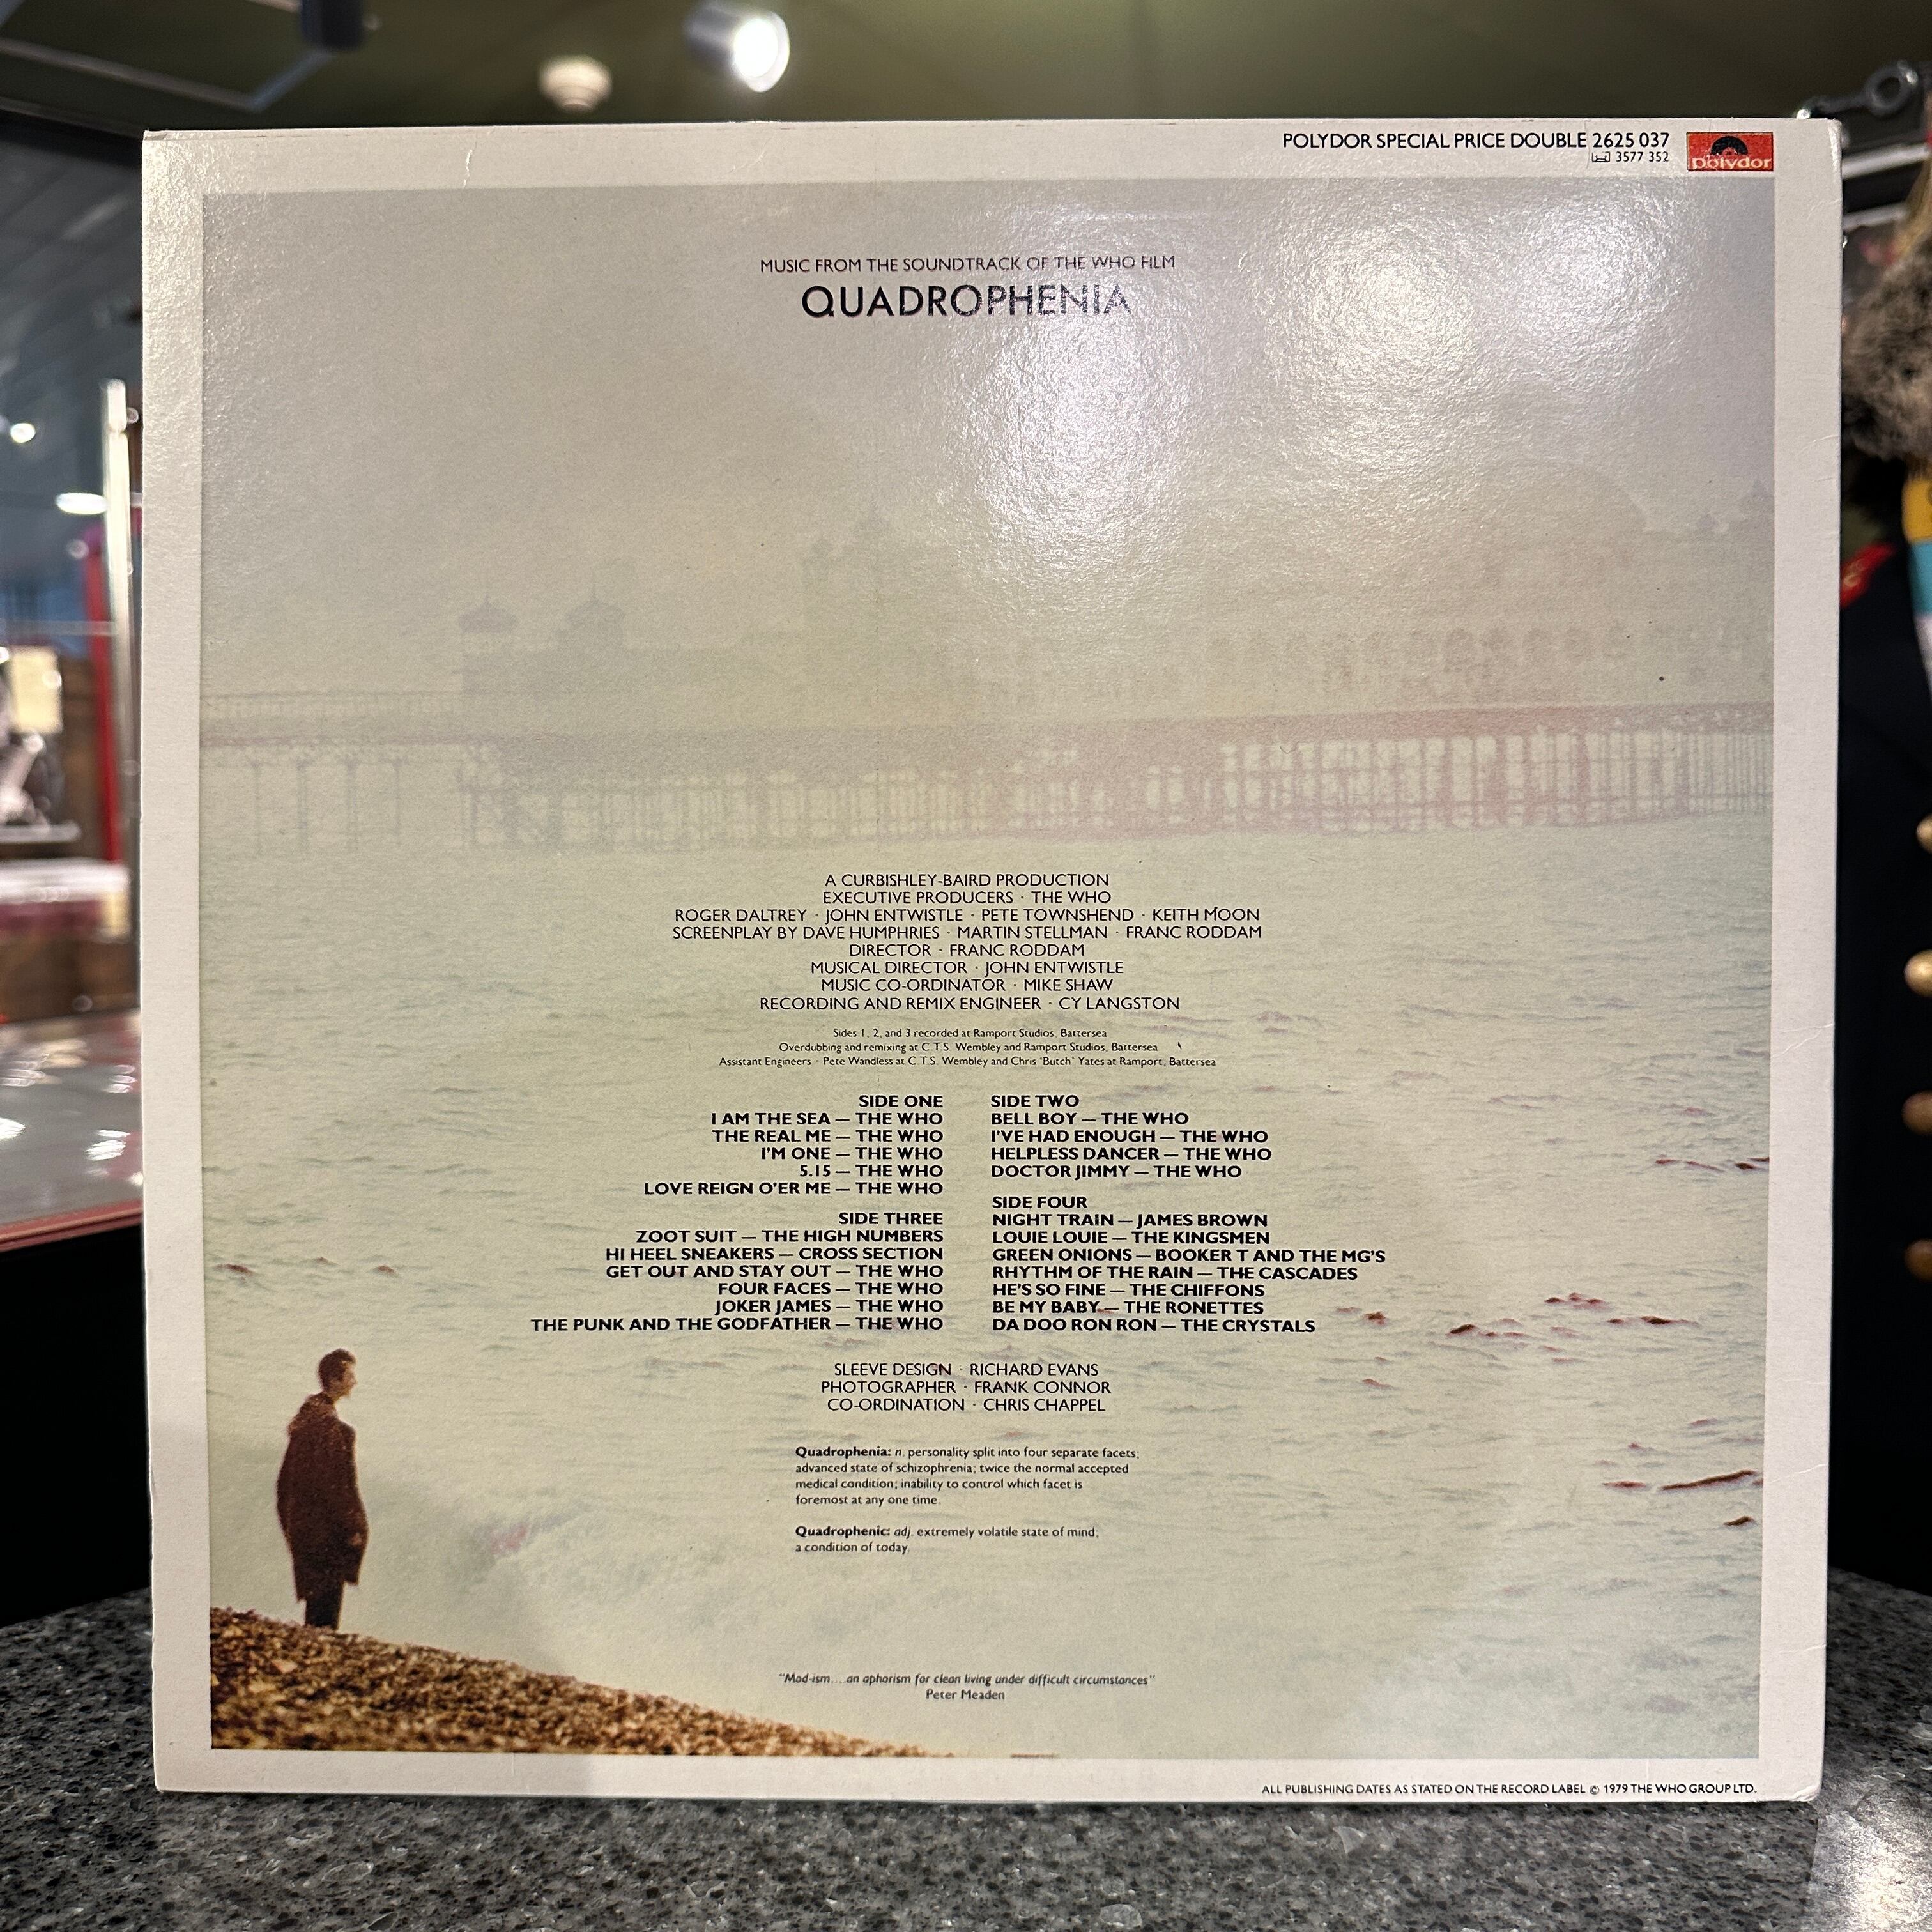 POLYDOR SPECIAL PRICE DOUBLE 2625 037
3577 352
polydor
MUSIC FROM THE SOUNDTRACK OF THE WHO FILM
QUADROPHENIA
A CURBISHLEY-BAIRD PRODUCTION
EXECUTIVE PRODUCERS · THE WHO
ROGER DALTREY · JOHN ENTWISTLE · PETE TOWNSHEND · KEITH MOON
SCREENPLAY BY DAVE HUMPHRIES · MARTIN STELLMAN · FRANC RODDAM
DIRECTOR · FRANC RODDAM
MUSICAL DIRECTOR · JOHN ENTWISTLE
MUSIC CO-ORDINATOR · MIKE SHAW
RECORDING AND REMIX ENGINEER · CY LANGSTON
Sides 1, 2, and 3 recorded at Ramport Studios, Battersea
Overdubbing and remixing at C.T.S. Wembley and Ramport Studios, Battersea
Assistant Engineers · Pete Wandless at C.T.S. Wembley and Chris 'Butch' Yates at Ramport, Battersea
SIDE ONE
I AM THE SEA — THE WHO
THE REAL ME — THE WHO
I'M ONE — THE WHO
5.15 — THE WHO
LOVE REIGN O'ER ME — THE WHO
SIDE TWO
BELL BOY — THE WHO
I'VE HAD ENOUGH — THE WHO
HELPLESS DANCER — THE WHO
DOCTOR JIMMY — THE WHO
SIDE THREE
ZOOT SUIT — THE HIGH NUMBERS
HI HEEL SNEAKERS — CROSS SECTION
GET OUT AND STAY OUT — THE WHO
FOUR FACES — THE WHO
JOKER JAMES — THE WHO
THE PUNK AND THE GODFATHER — THE WHO
SIDE FOUR
NIGHT TRAIN — JAMES BROWN
LOUIE LOUIE — THE KINGSMEN
GREEN ONIONS — BOOKER T AND THE MG'S
RHYTHM OF THE RAIN — THE CASCADES
HE'S SO FINE — THE CHIFFONS
BE MY BABY — THE RONETTES
DA DOO RON RON — THE CRYSTALS
SLEEVE DESIGN · RICHARD EVANS
PHOTOGRAPHER · FRANK CONNOR
CO-ORDINATION · CHRIS CHAPPEL
Quadrophenia: n. personality split into four separate facets;
advanced state of schizophrenia; twice the normal accepted
medical condition; inability to control which facet is
foremost at any one time.
Quadrophenic: adj. extremely volatile state of mind;
a condition of today.
"Mod-ism....an aphorism for clean living under difficult circumstances"
Peter Meaden
ALL PUBLISHING DATES AS STATED ON THE RECORD LABEL © 1979 THE WHO GROUP LTD.